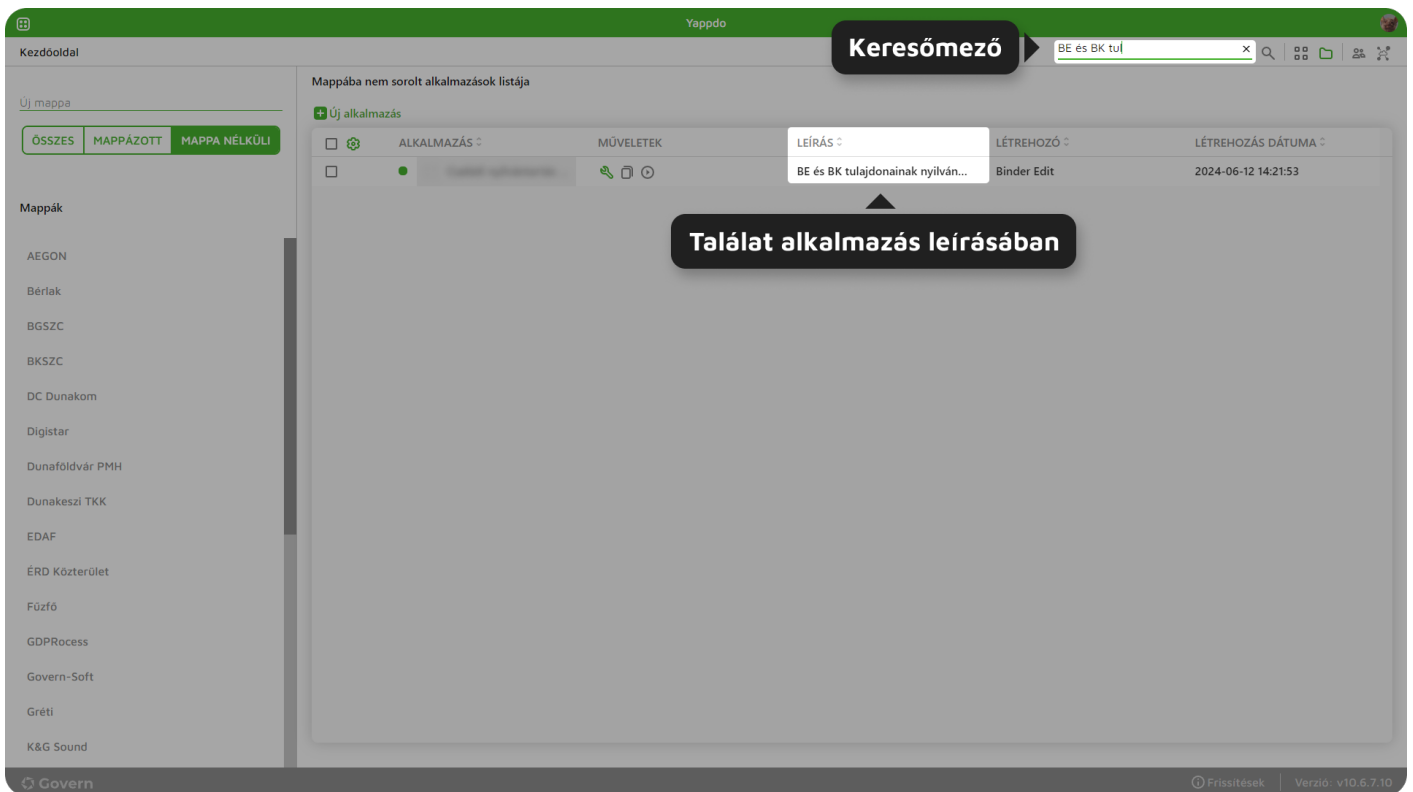 Yappdo
Kezdőoldal
Keresőmező
BE és BK tul
Mappába nem sorolt alkalmazások listája
Új mappa
Új alkalmazás
ÖSSZES MAPPÁZOTT MAPPA NÉLKÜLI
ALKALMAZÁS MŰVELETEK LEÍRÁS LÉTREHOZÓ LÉTREHOZÁS DÁTUMA
BE és BK tulajdonainak nyilván... Binder Edit 2024-06-12 14:21:53
Találat alkalmazás leírásában
Mappák
AEGON
Bérlak
BGSZC
BKSZC
DC Dunakom
Digistar
Dunaföldvár PMH
Dunakeszi TKK
EDAF
ÉRD Közterület
Fűzfő
GDPRocess
Govern-Soft
Gréti
K&G Sound
Govern
Frissítések Verzió: v10.6.7.10